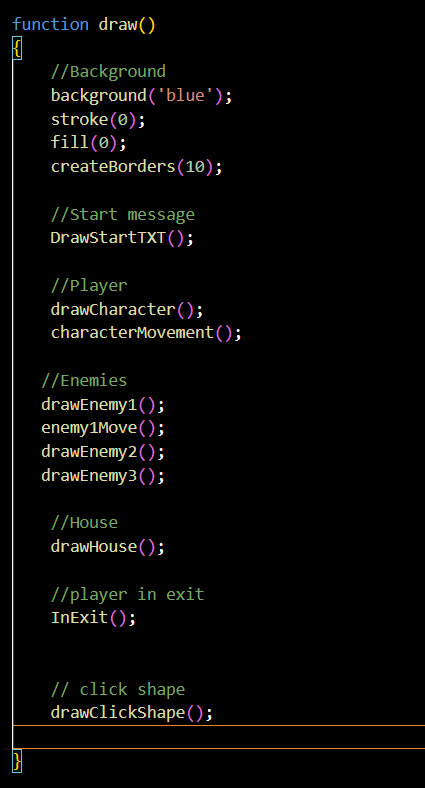 function draw()
{
    //Background
    background('blue');
    stroke(0);
    fill(0);
    createBorders(10);

    //Start message
    DrawStartTXT();

    //Player
    drawCharacter();
    characterMovement();

   //Enemies
   drawEnemy1();
   enemy1Move();
   drawEnemy2();
   drawEnemy3();

    //House
    drawHouse();

    //player in exit
    InExit();


    // click shape
    drawClickShape();

}